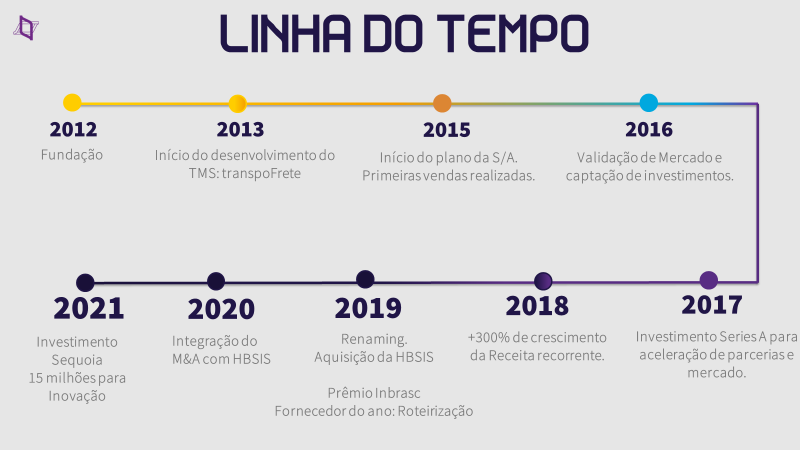 LINHA DO TEMPO
2012
Fundação
2013
Início do desenvolvimento do
TMS: transpoFrete
2015
Início do plano da S/A.
Primeiras vendas realizadas.
2016
Validação de Mercado e
captação de investimentos.
2021
Investimento
Sequoia
15 milhões para
Inovação
2020
Integração do
M&A com HBSIS
2019
Renaming.
Aquisição da HBSIS
Prêmio Inbrasc
Fornecedor do ano: Roteirização
2018
+300% de crescimento
da Receita recorrente.
2017
Investimento Series A para
aceleração de parcerias e
mercado.